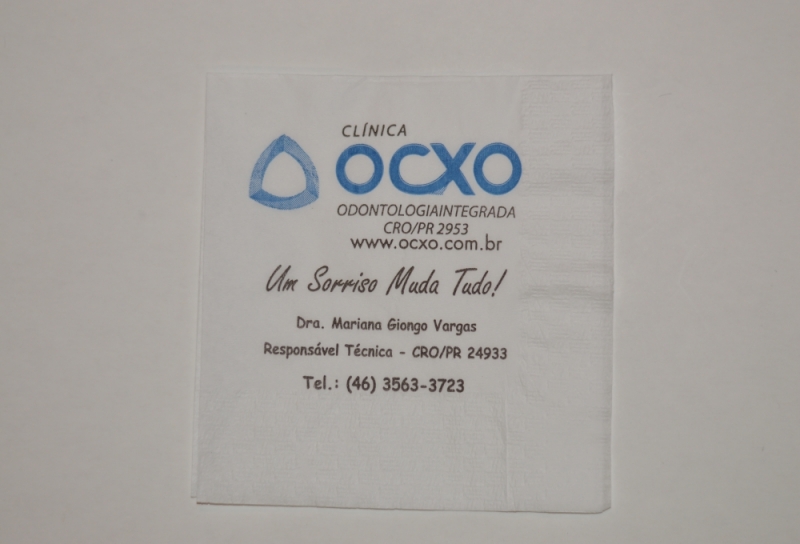 CLÍNICA
OCXO
ODONTOLOGIAINTEGRADA
CRO/PR 2953
www.ocxo.com.br
Um Sorriso Muda Tudo!
Dra. Mariana Giongo Vargas
Responsável Técnica - CRO/PR 24933
Tel.: (46) 3563-3723